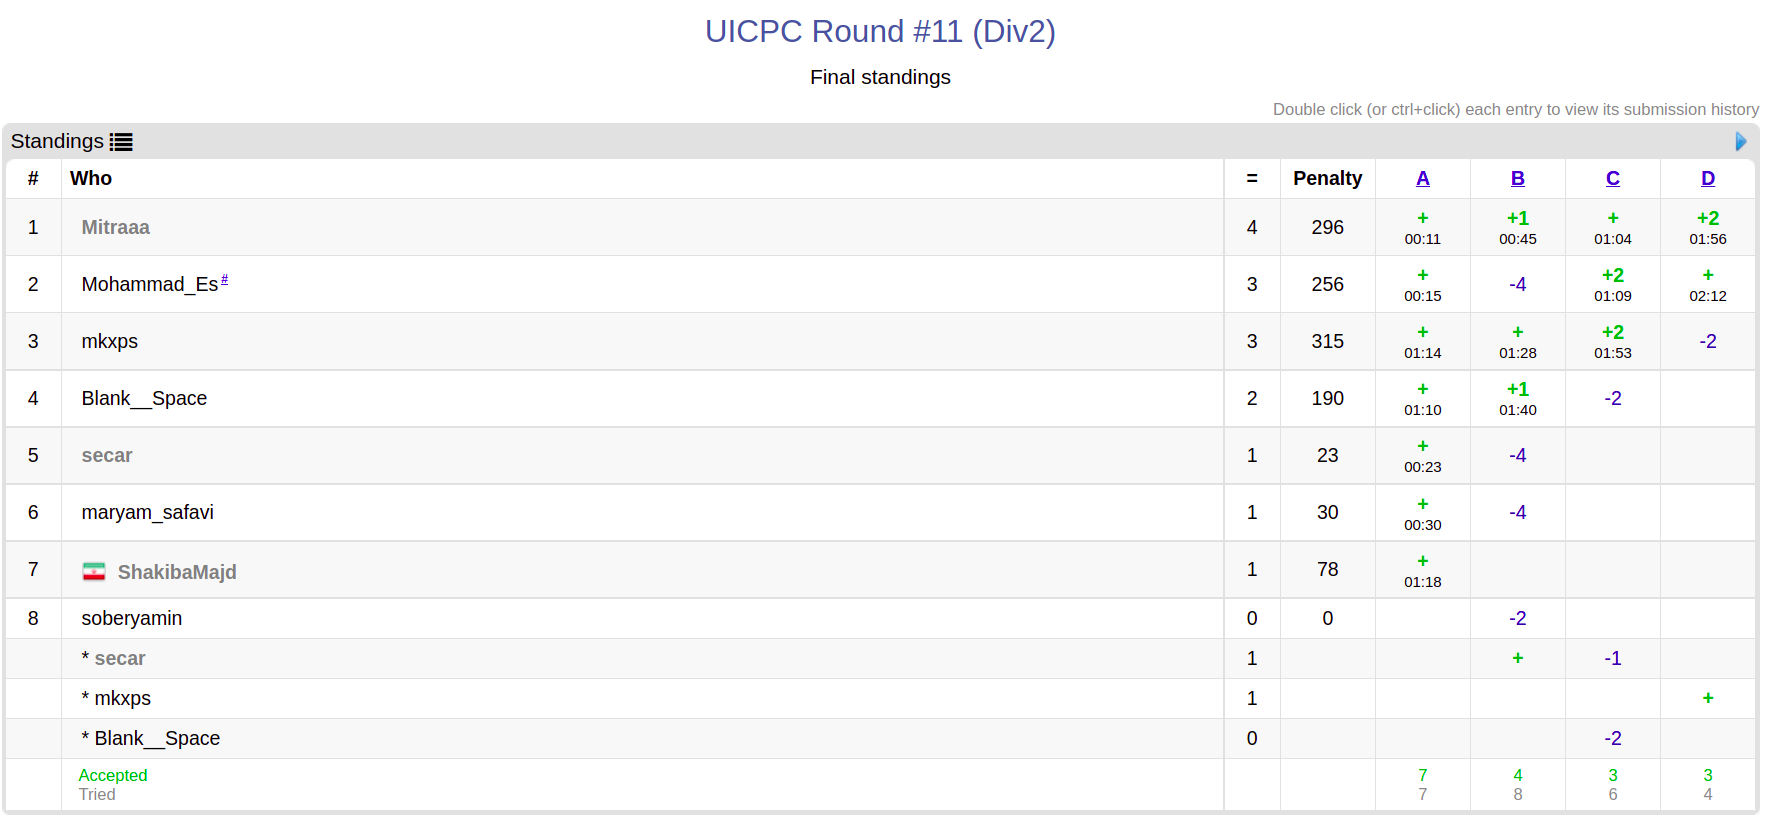 UICPC Round #11 (Div2)
Final standings
Double click (or ctrl+click) each entry to view its submission history
Standings
# Who = Penalty A B C D
1 Mitraaa 4 296 + +1 + +2
00:11 00:45 01:04 01:56
2 Mohammad_Es # 3 256 + -4 +2 +
00:15 01:09 02:12
3 mkxps 3 315 + + +2 -2
01:14 01:28 01:53
4 Blank__Space 2 190 + +1 -2
01:10 01:40
5 secar 1 23 + -4
00:23
6 maryam_safavi 1 30 + -4
00:30
7 ShakibaMajd 1 78 +
01:18
8 soberyamin 0 0 -2
* secar 1 + -1
* mkxps 1 +
* Blank__Space 0 -2
Accepted 7 4 3 3
Tried 7 8 6 4